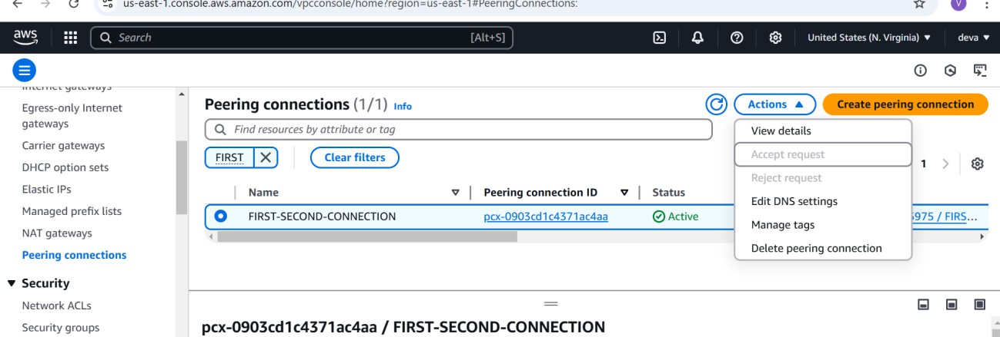 us-east-1.console.aws.amazon.com/vpcconsole/home?region=us-east-1#PeeringConnections:
V
aws
Search
[Alt+S]
United States (N. Virginia)
deva
Internet gateways
Egress-only Internet
gateways
Carrier gateways
DHCP option sets
Elastic IPs
Managed prefix lists
NAT gateways
Peering connections
Security
Network ACLs
Security groups
Peering connections (1/1) Info
Actions
Create peering connection
Find resources by attribute or tag
FIRST
Clear filters
View details
Accept request
Reject request
Edit DNS settings
Manage tags
Delete peering connection
1
Name
Peering connection ID
Status
FIRST-SECOND-CONNECTION
pcx-0903cd1c4371ac4aa
Active
975 / FIRS...
pcx-0903cd1c4371ac4aa / FIRST-SECOND-CONNECTION